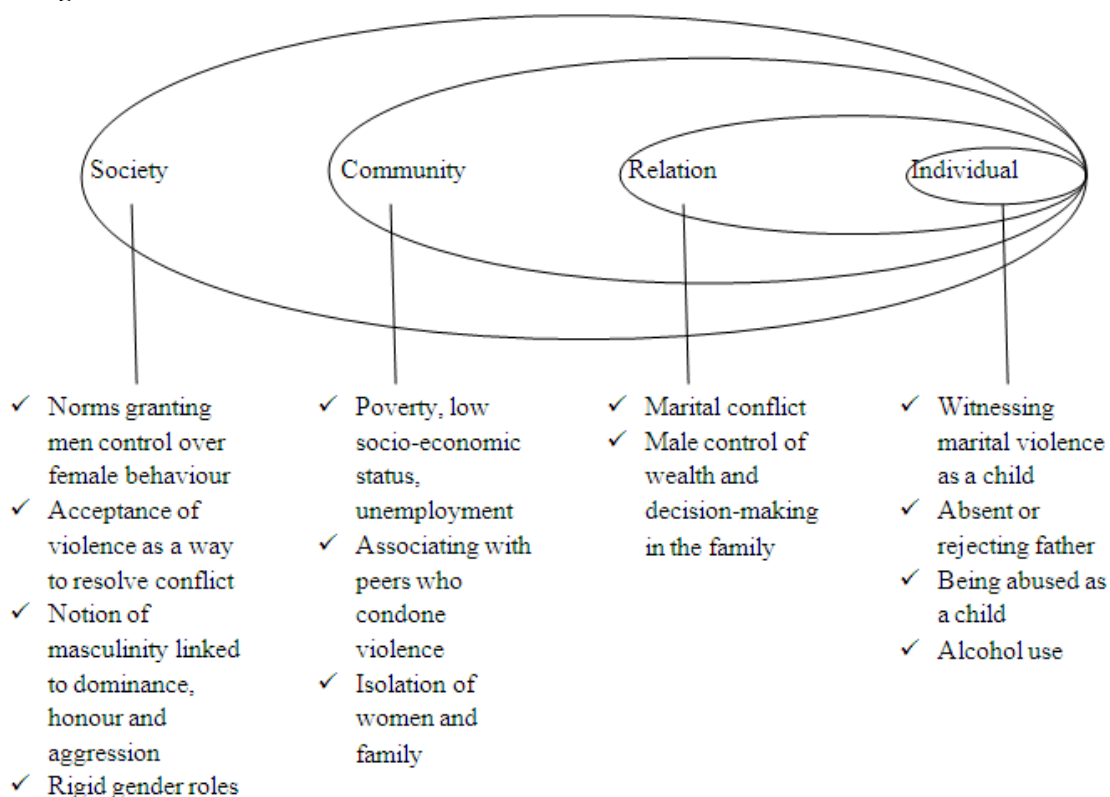 Society
Community
Relation
Individual
✓ Norms granting
men control over
female behaviour
✓ Acceptance of
violence as a way
to resolve conflict
✓ Notion of
masculinity linked
to dominance,
honour and
aggression
✓ Rigid gender roles
✓ Poverty, low
socio-economic
status,
unemployment
✓ Associating with
peers who
condone
violence
✓ Isolation of
women and
family
✓ Marital conflict
✓ Male control of
wealth and
decision-making
in the family
✓ Witnessing
marital violence
as a child
✓ Absent or
rejecting father
✓ Being abused as
a child
✓ Alcohol use